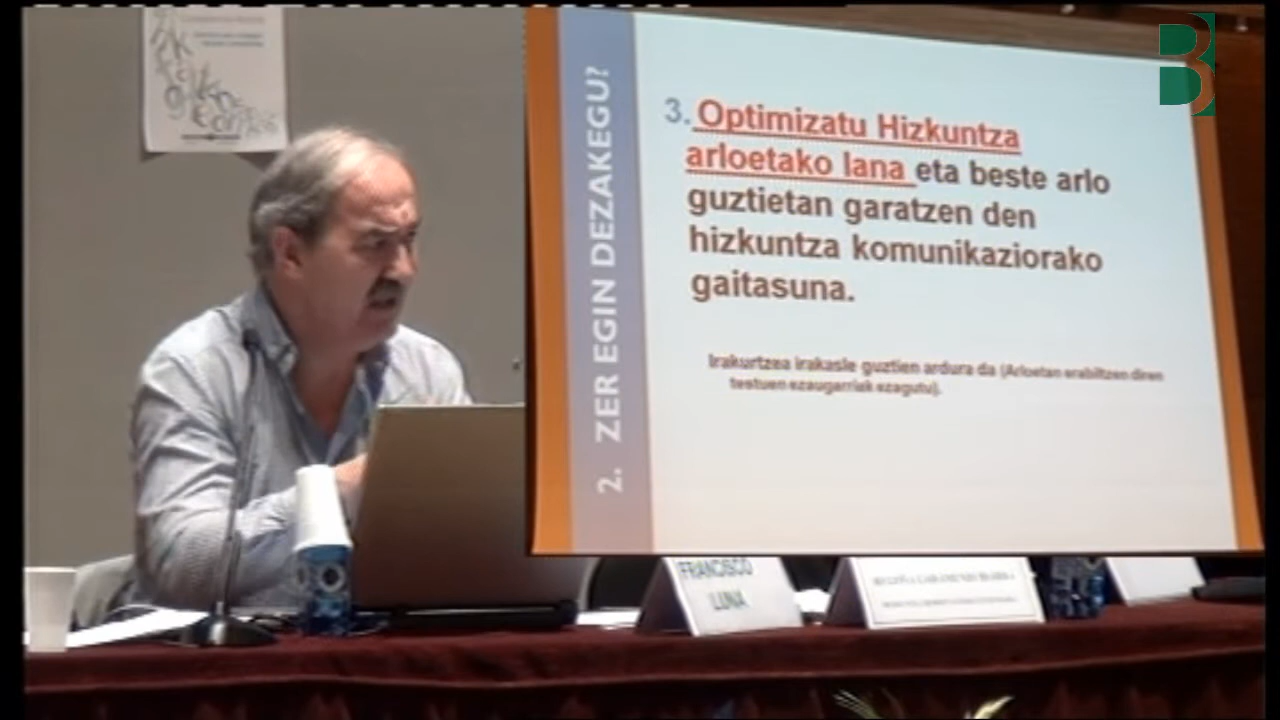 2. ZER EGIN DEZAKEGU?
3. Optimizatu Hizkuntza
arloetako lana eta beste arlo
guztietan garatzen den
hizkuntza komunikaziorako
gaitasuna.
Irakurtzea irakasle guztien ardura da (Arloetan erabiltzen diren
testuen ezaugarriak ezagutu).
FRANCISCO
LUNA
B